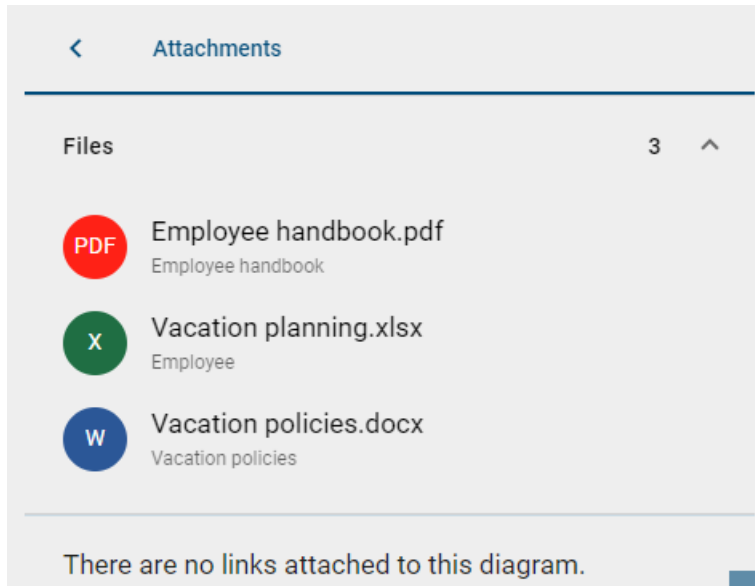 Attachments
Files 3
PDF
Employee handbook.pdf
Employee handbook
X
Vacation planning.xlsx
Employee
W
Vacation policies.docx
Vacation policies
There are no links attached to this diagram.